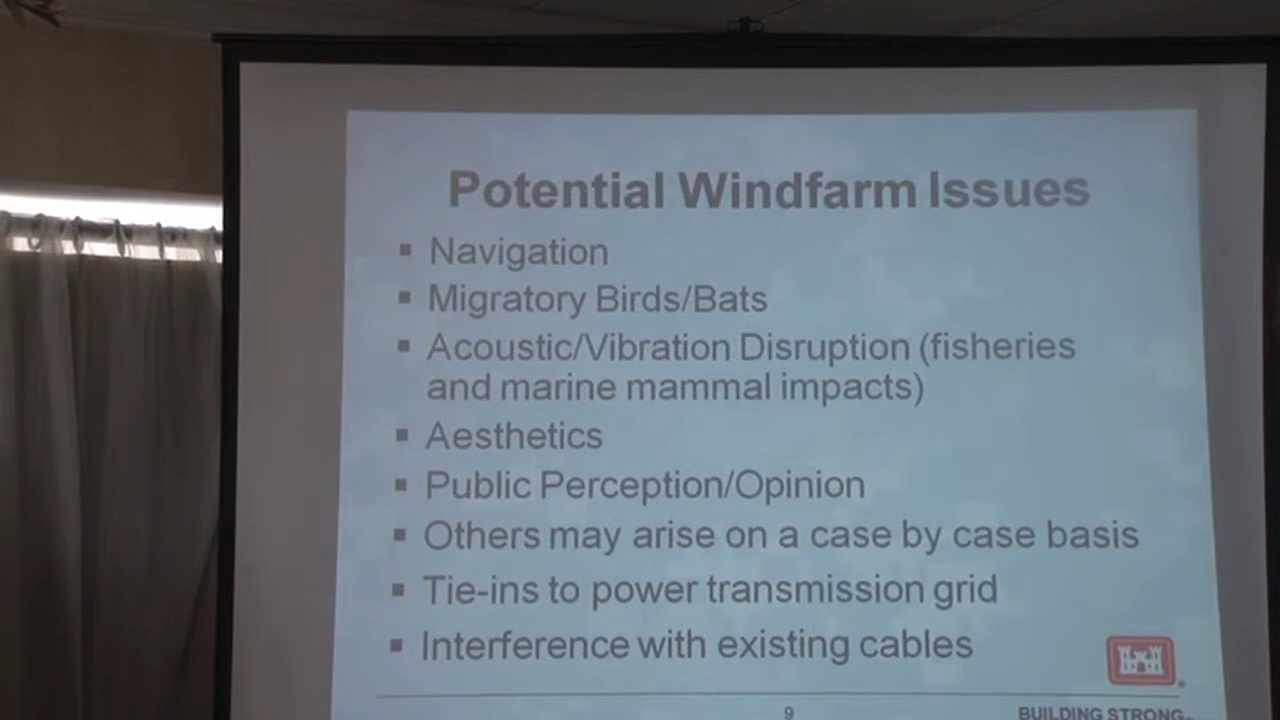 Potential Windfarm Issues
▪ Navigation
▪ Migratory Birds/Bats
▪ Acoustic/Vibration Disruption (fisheries
and marine mammal impacts)
▪ Aesthetics
▪ Public Perception/Opinion
▪ Others may arise on a case by case basis
▪ Tie-ins to power transmission grid
▪ Interference with existing cables
9
BUILDING STRONG